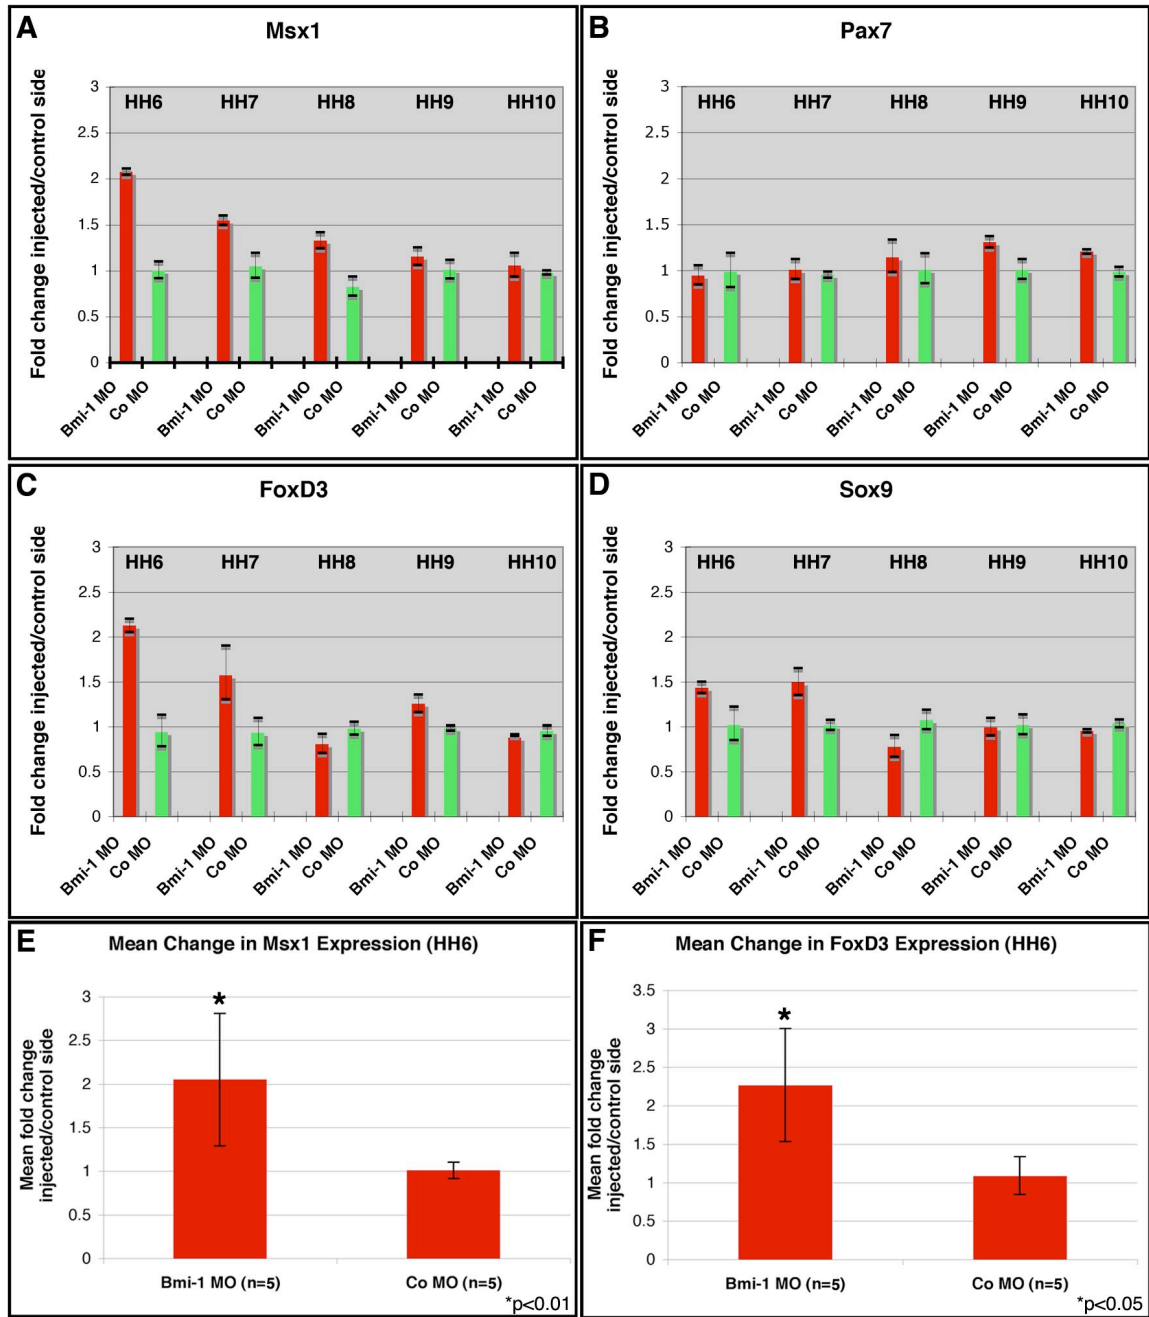 A
Msx1
Fold change injected/control side
3
2.5
2
1.5
1
0.5
0
HH6 HH7 HH8 HH9 HH10
Bmi-1 MO
Co MO
Bmi-1 MO
Co MO
Bmi-1 MO
Co MO
Bmi-1 MO
Co MO
Bmi-1 MO
Co MO
B
Pax7
Fold change injected/control side
3
2.5
2
1.5
1
0.5
0
HH6 HH7 HH8 HH9 HH10
Bmi-1 MO
Co MO
Bmi-1 MO
Co MO
Bmi-1 MO
Co MO
Bmi-1 MO
Co MO
Bmi-1 MO
Co MO
C
FoxD3
Fold change injected/control side
3
2.5
2
1.5
1
0.5
0
HH6 HH7 HH8 HH9 HH10
Bmi-1 MO
Co MO
Bmi-1 MO
Co MO
Bmi-1 MO
Co MO
Bmi-1 MO
Co MO
Bmi-1 MO
Co MO
D
Sox9
Fold change injected/control side
3
2.5
2
1.5
1
0.5
0
HH6 HH7 HH8 HH9 HH10
Bmi-1 MO
Co MO
Bmi-1 MO
Co MO
Bmi-1 MO
Co MO
Bmi-1 MO
Co MO
Bmi-1 MO
Co MO
E
Mean Change in Msx1 Expression (HH6)
Mean fold change
injected/control side
3
2.5
2
1.5
1
0.5
0
*
Bmi-1 MO (n=5) Co MO (n=5)
*p<0.01
F
Mean Change in FoxD3 Expression (HH6)
Mean fold change
injected/control side
3.5
3
2.5
2
1.5
1
0.5
0
*
Bmi-1 MO (n=5) Co MO (n=5)
*p<0.05